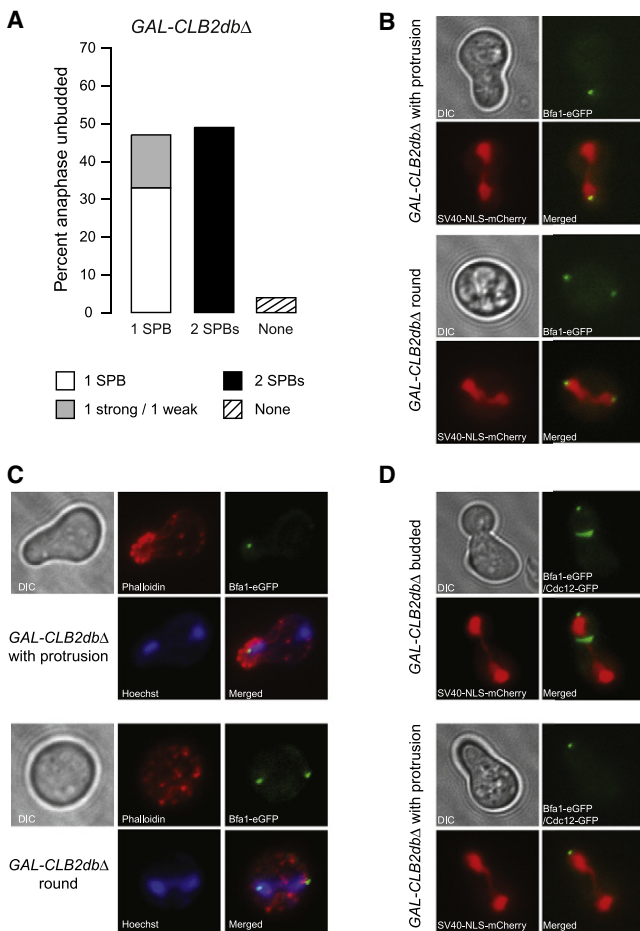 A
GAL-CLB2dbΔ
Percent anaphase unbudded
70
60
50
40
30
20
10
0
1 SPB
2 SPBs
None
1 SPB
2 SPBs
1 strong / 1 weak
None
B
GAL-CLB2dbΔ with protrusion
DIC
Bfa1-eGFP
SV40-NLS-mCherry
Merged
GAL-CLB2dbΔ round
DIC
Bfa1-eGFP
SV40-NLS-mCherry
Merged
C
DIC
Phalloidin
Bfa1-eGFP
GAL-CLB2dbΔ
with protrusion
Hoechst
Merged
DIC
Phalloidin
Bfa1-eGFP
GAL-CLB2dbΔ
round
Hoechst
Merged
D
GAL-CLB2dbΔ budded
DIC
Bfa1-eGFP
/Cdc12-GFP
SV40-NLS-mCherry
Merged
GAL-CLB2dbΔ with protrusion
DIC
Bfa1-eGFP
/Cdc12-GFP
SV40-NLS-mCherry
Merged